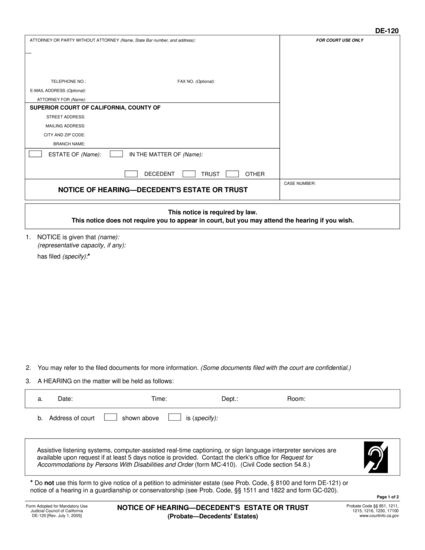 DE-120
ATTORNEY OR PARTY WITHOUT ATTORNEY (Name, State Bar number, and address):
FOR COURT USE ONLY
TELEPHONE NO.: FAX NO. (Optional):
E-MAIL ADDRESS (Optional):
ATTORNEY FOR (Name):
SUPERIOR COURT OF CALIFORNIA, COUNTY OF
STREET ADDRESS:
MAILING ADDRESS:
CITY AND ZIP CODE:
BRANCH NAME:
ESTATE OF (Name): IN THE MATTER OF (Name):
DECEDENT TRUST OTHER
NOTICE OF HEARING—DECEDENT'S ESTATE OR TRUST
CASE NUMBER:
This notice is required by law.
This notice does not require you to appear in court, but you may attend the hearing if you wish.
1. NOTICE is given that (name):
(representative capacity, if any):
has filed (specify):*
2. You may refer to the filed documents for more information. (Some documents filed with the court are confidential.)
3. A HEARING on the matter will be held as follows:
a. Date: Time: Dept.: Room:
b. Address of court shown above is (specify):
Assistive listening systems, computer-assisted real-time captioning, or sign language interpreter services are
available upon request if at least 5 days notice is provided. Contact the clerk's office for Request for
Accommodations by Persons With Disabilities and Order (form MC-410). (Civil Code section 54.8.)
* Do not use this form to give notice of a petition to administer estate (see Prob. Code, § 8100 and form DE-121) or
notice of a hearing in a guardianship or conservatorship (see Prob. Code, §§ 1511 and 1822 and form GC-020).
Page 1 of 2
Form Adopted for Mandatory Use
Judicial Council of California
DE-120 [Rev. July 1, 2005]
NOTICE OF HEARING—DECEDENT'S ESTATE OR TRUST
(Probate—Decedents' Estates)
Probate Code §§ 851, 1211,
1215, 1216, 1230, 17100
www.courtinfo.ca.gov